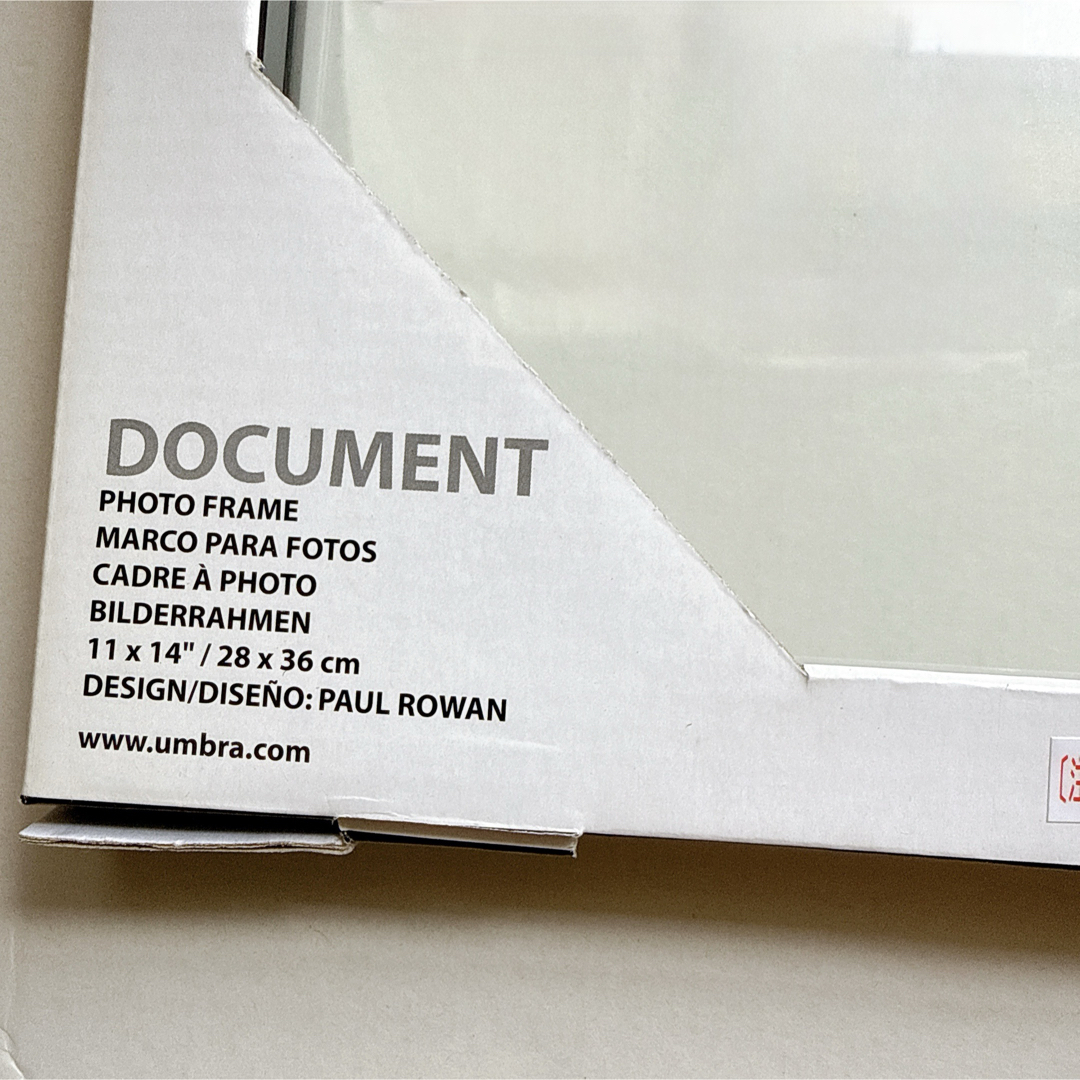 DOCUMENT
PHOTO FRAME
MARCO PARA FOTOS
CADRE À PHOTO
BILDERRAHMEN
11 x 14" / 28 x 36 cm
DESIGN/DISEÑO: PAUL ROWAN
www.umbra.com